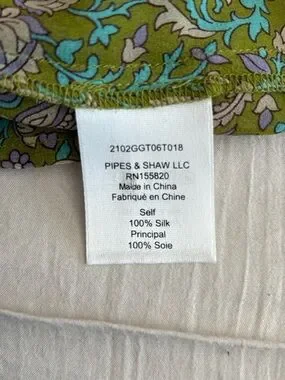 2102GGT06T018
PIPES & SHAW LLC
RN155820
Made in China
Fabriqué en Chine
Self
100% Silk
Principal
100% Soie